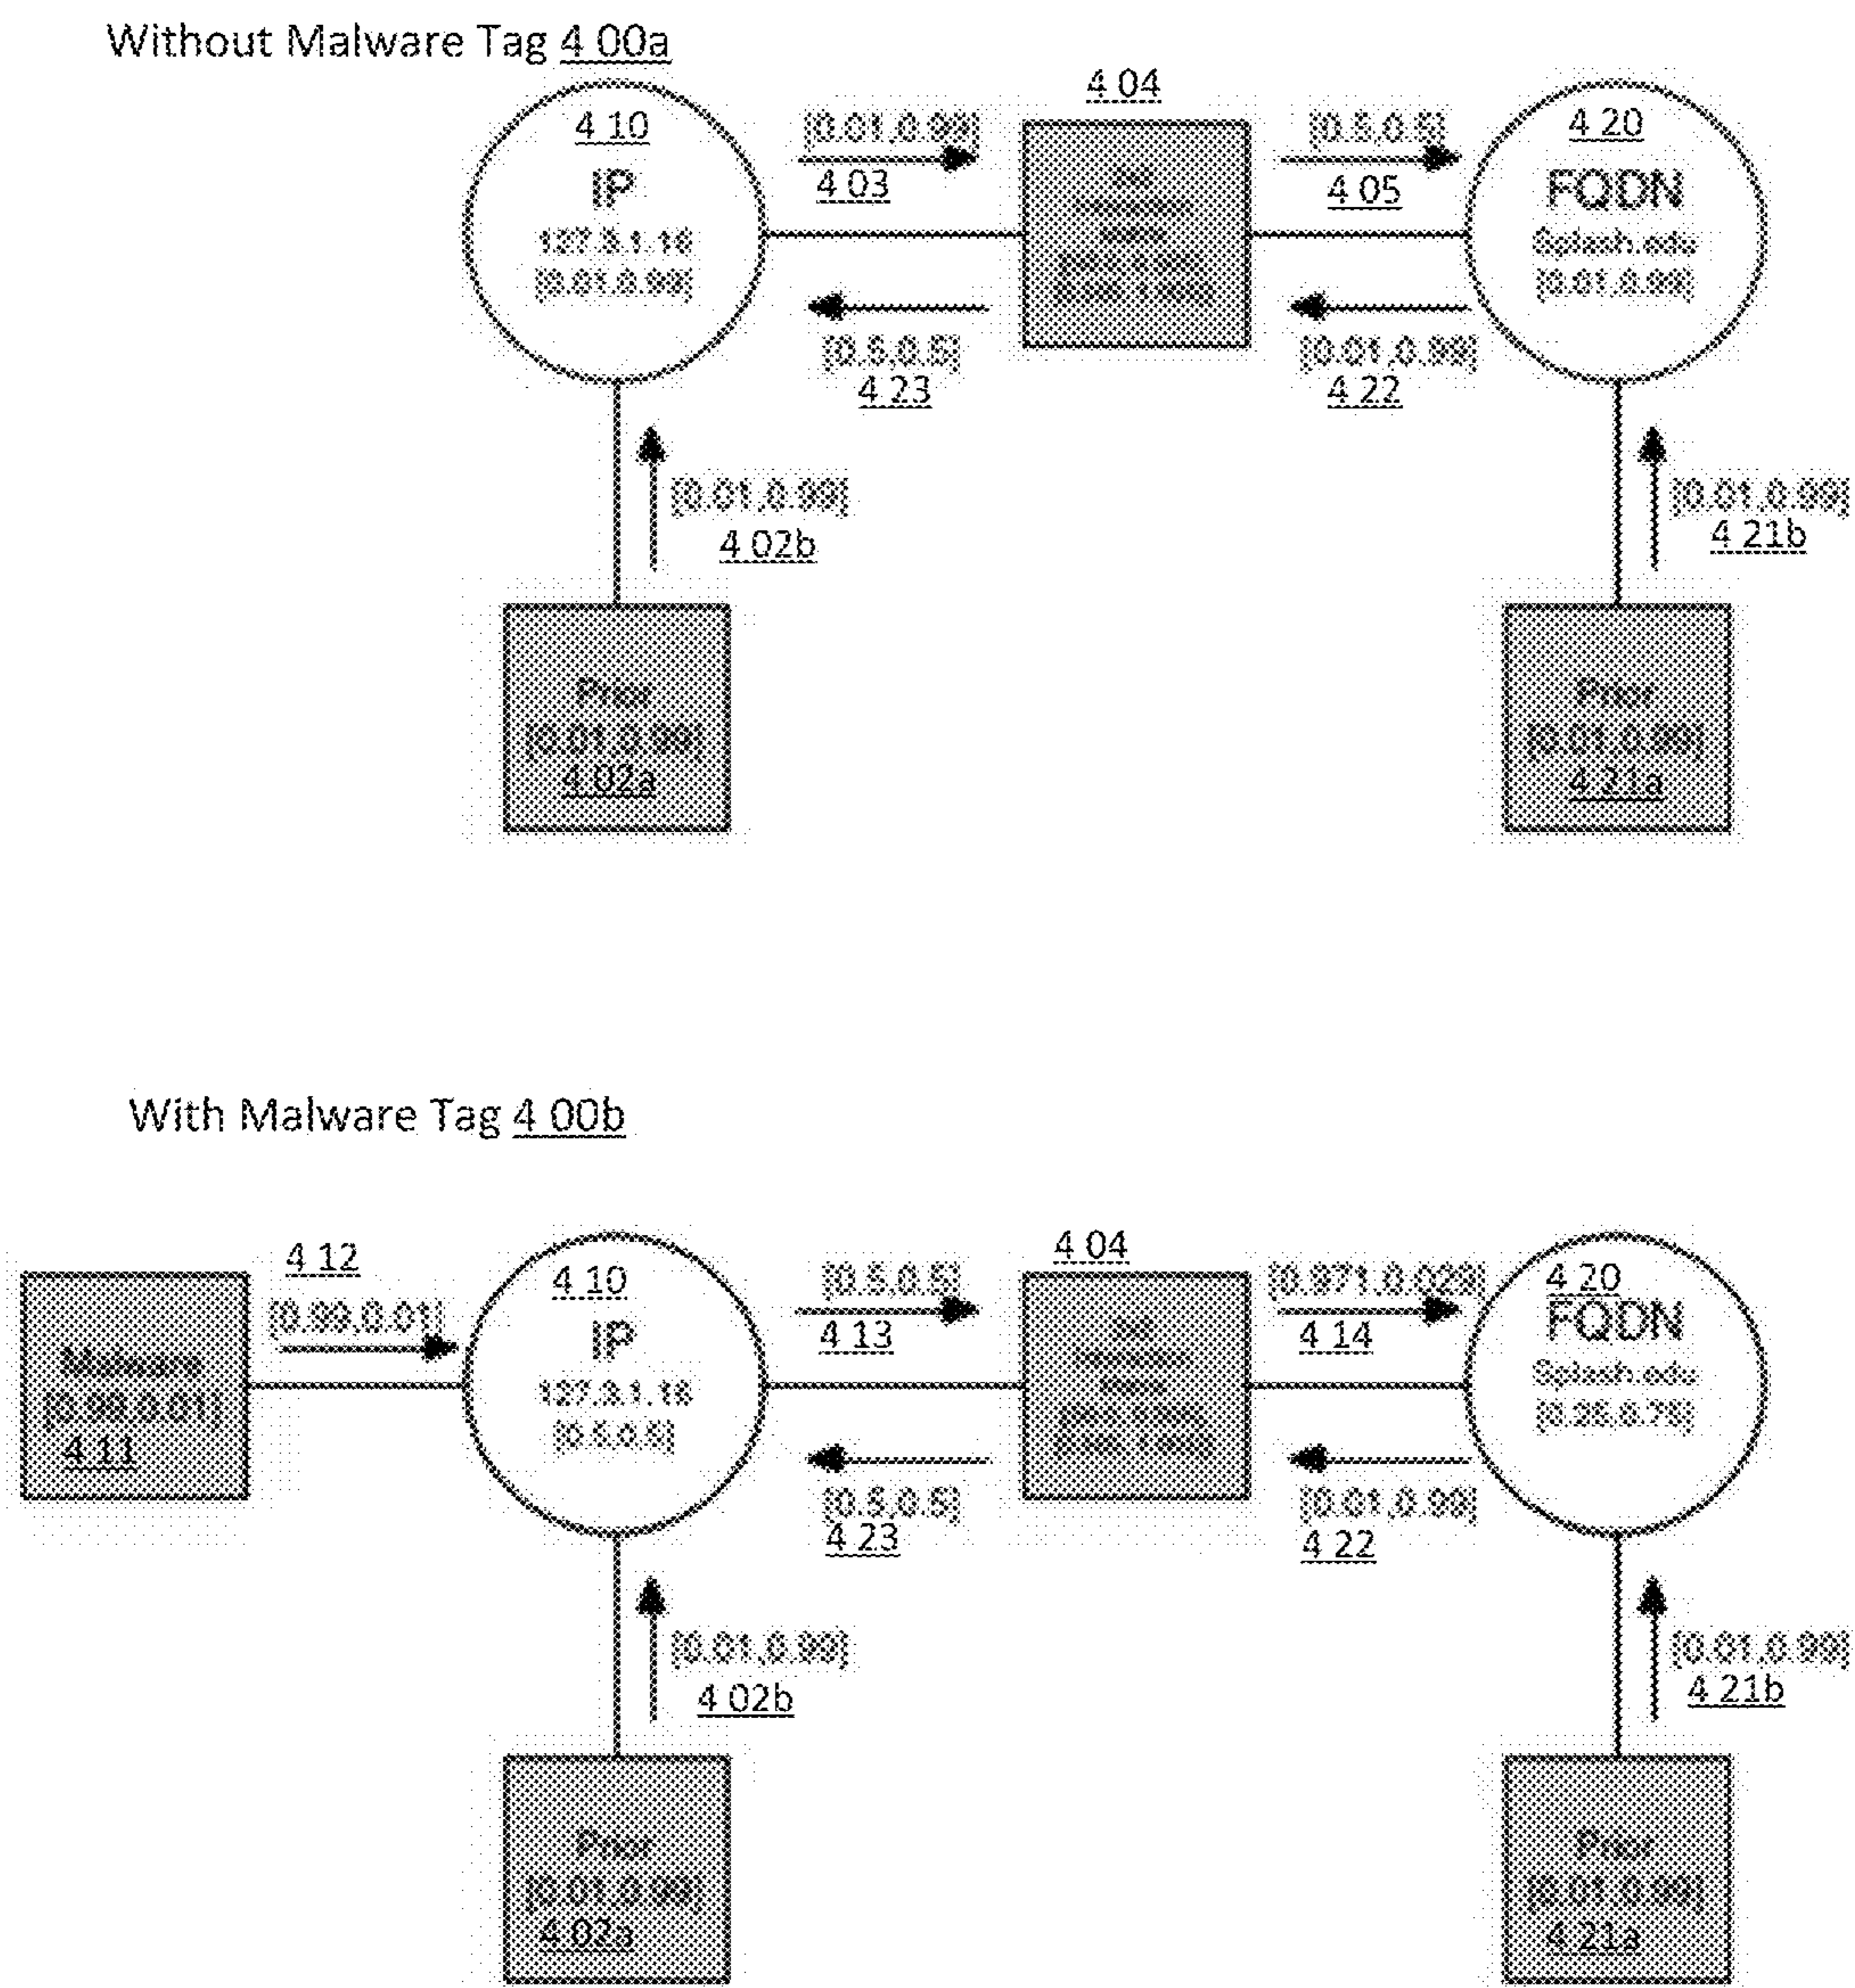 Without Malware Tag 4 00a
4 10
IP
127.3.1.16
[0.01,0.99]
[0.01,0.99]
4 03
4 04
[0.5,0.5]
4 05
4 20
FQDN
Splash.edu
[0.01,0.99]
[0.5,0.5]
4 23
[0.01,0.99]
4 22
[0.01,0.99]
4 02b
[0.01,0.99]
4 21b
Prior
[0.01,0.99]
4 02a
Prior
[0.01,0.99]
4 21a
With Malware Tag 4 00b
Malware
[0.99,0.01]
4 11
4 12
[0.99,0.01]
4 10
IP
127.3.1.16
[0.5,0.5]
[0.5,0.5]
4 13
4 04
[0.971,0.029]
4 14
4 20
FQDN
Splash.edu
[0.25,0.75]
[0.5,0.5]
4 23
[0.01,0.99]
4 22
[0.01,0.99]
4 02b
[0.01,0.99]
4 21b
Prior
[0.01,0.99]
4 02a
Prior
[0.01,0.99]
4 21a